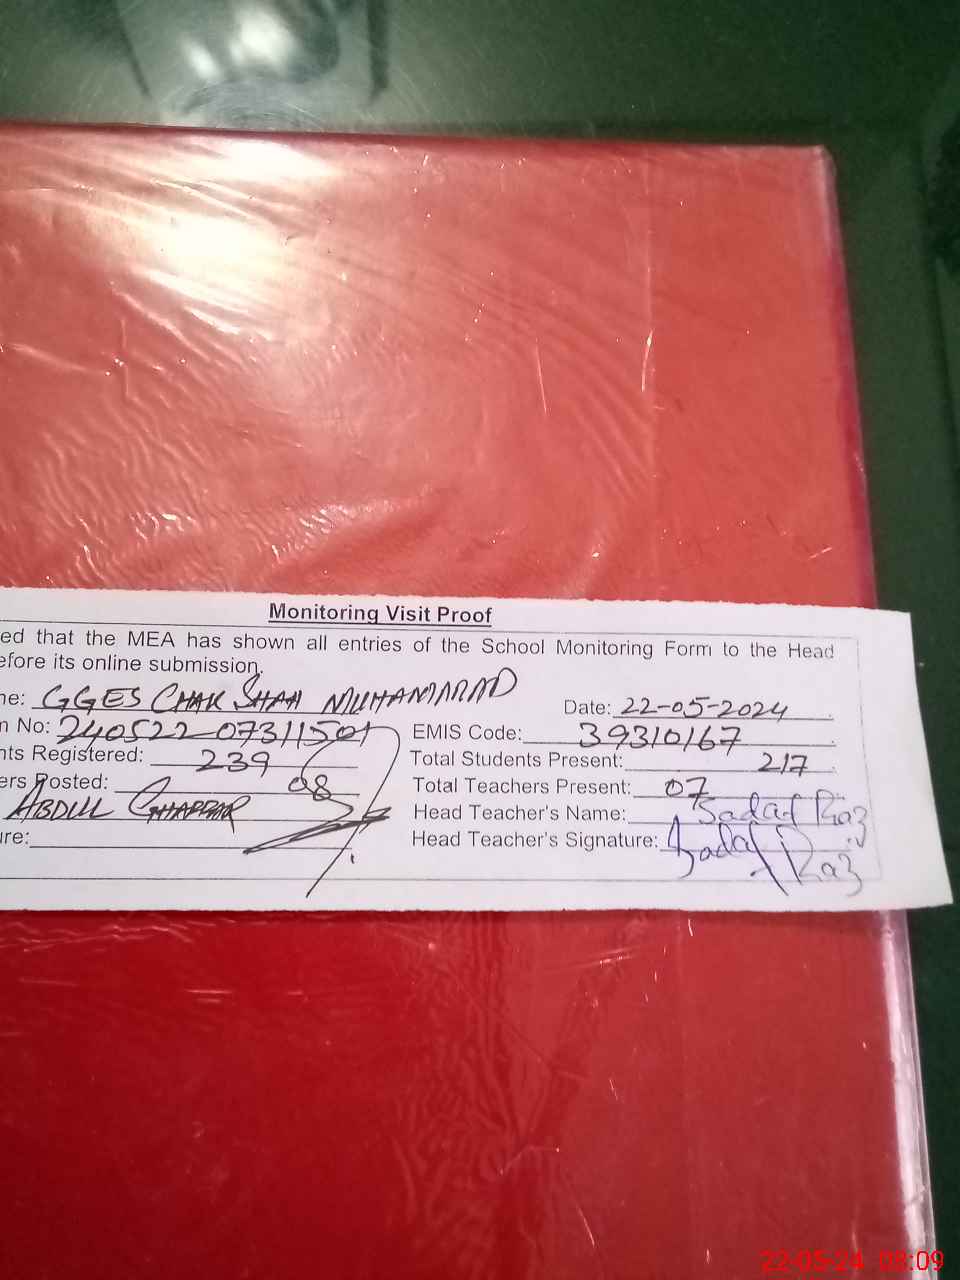 Monitoring Visit Proof
ed that the MEA has shown all entries of the School Monitoring Form to the Head
efore its online submission.
ne: GGES CHAK SHAH MUHAMMAD Date: 22-05-2024
n No: 240522-07311501 EMIS Code: 39310167
nts Registered: 239 Total Students Present: 217
ers Posted: 08 Total Teachers Present: 07
ABDUL GHAFFAR Head Teacher's Name: Sadaf Riaz
ure: Head Teacher's Signature: Sadaf Riaz
22-05-24 08:09